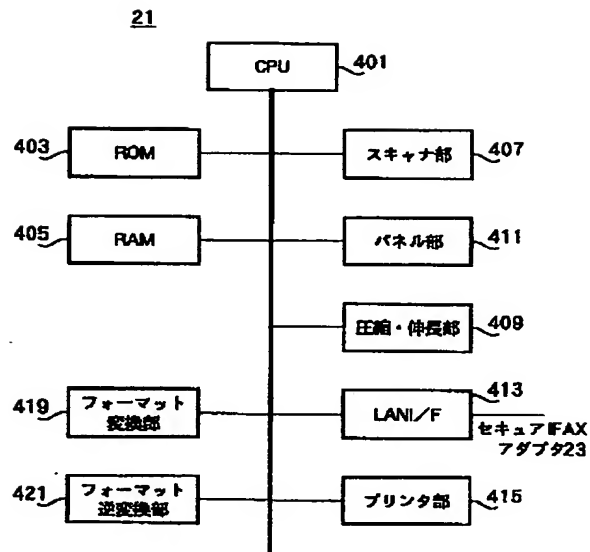 21
CPU
401
403
ROM
スキャナ部
407
405
RAM
パネル部
411
圧縮・伸長部
409
413
419
フォーマット
変換部
LANI/F
セキュアIFAX
アダプタ23
421
フォーマット
逆変換部
プリンタ部
415